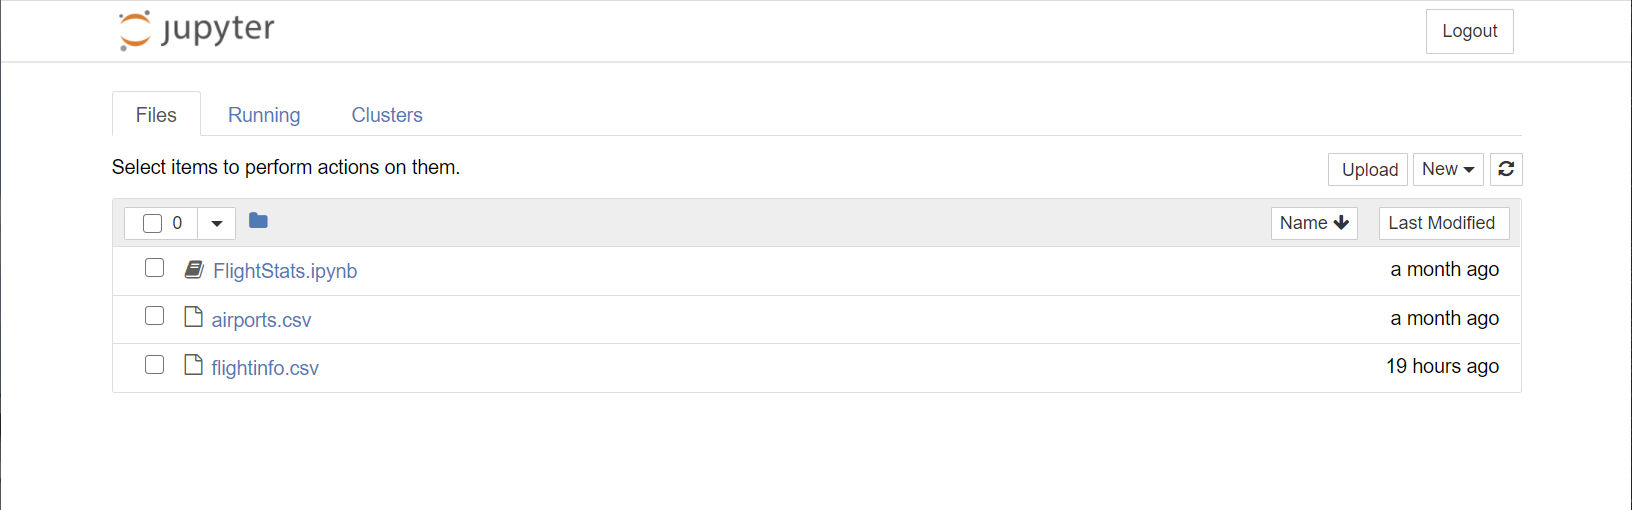 jupyter
Logout
Files Running Clusters
Select items to perform actions on them.
Upload New
0 Name Last Modified
FlightStats.ipynb a month ago
airports.csv a month ago
flightinfo.csv 19 hours ago